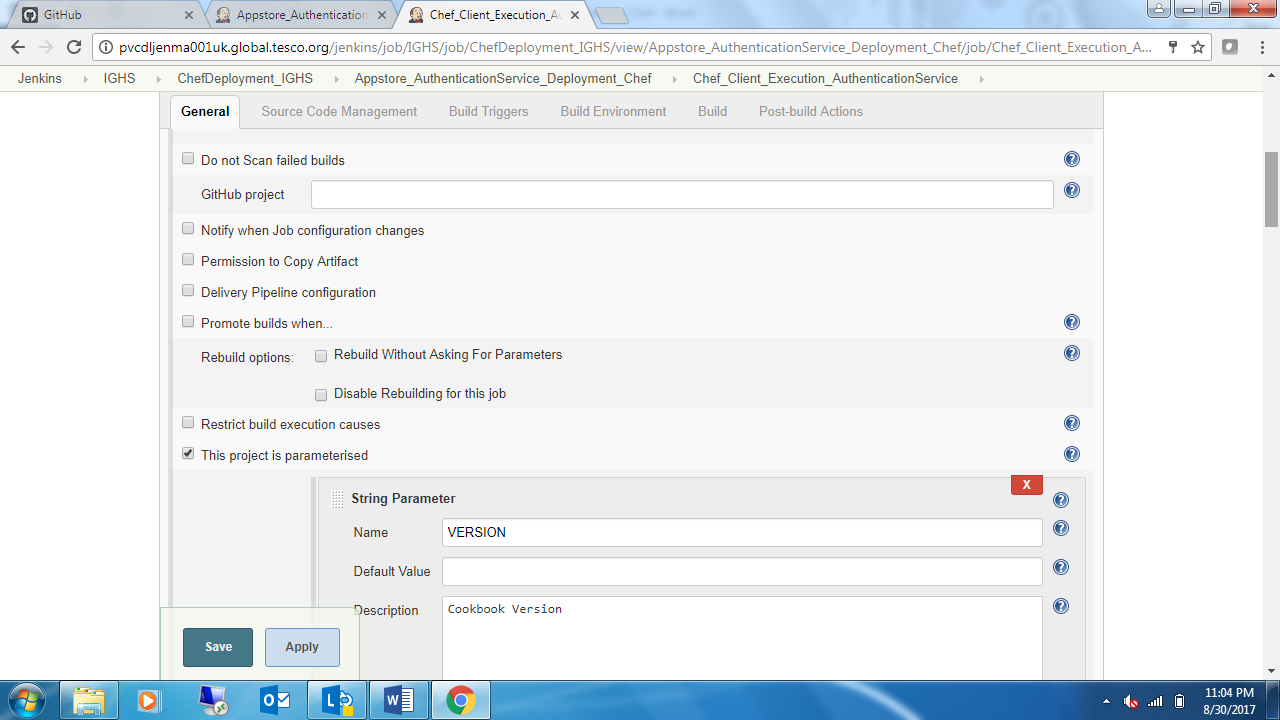 GitHub
Appstore_Authentication
Chef_Client_Execution_Au
pvcdljenma001uk.global.tesco.org/jenkins/job/IGHS/job/ChefDeployment_IGHS/view/Appstore_AuthenticationService_Deployment_Chef/job/Chef_Client_Execution_A...
Jenkins IGHS ChefDeployment_IGHS Appstore_AuthenticationService_Deployment_Chef Chef_Client_Execution_AuthenticationService
General Source Code Management Build Triggers Build Environment Build Post-build Actions
Do not Scan failed builds
GitHub project
Notify when Job configuration changes
Permission to Copy Artifact
Delivery Pipeline configuration
Promote builds when...
Rebuild options: Rebuild Without Asking For Parameters
Disable Rebuilding for this job
Restrict build execution causes
This project is parameterised
X
String Parameter
Name VERSION
Default Value
Description Cookbook Version
Save Apply
11:04 PM
8/30/2017